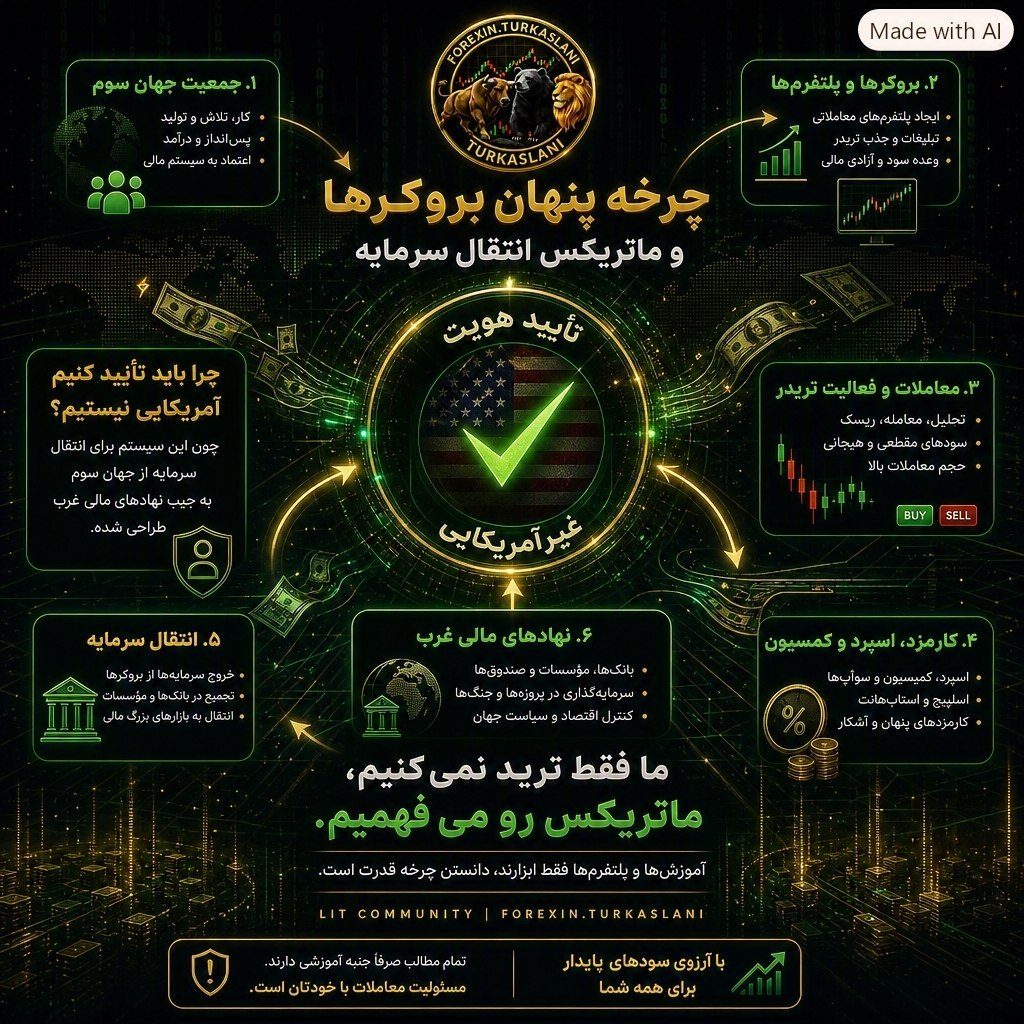 Made with AI
FOREXIN.TURKASLANI
TURKASLANI
چرخه پنهان بروکرها
و ماتریکس انتقال سرمایه
۱. جمعیت جهان سوم
• کار، تلاش و تولید
• پس‌انداز و درآمد
• اعتماد به سیستم مالی
۲. بروکرها و پلتفرم‌ها
• ایجاد پلتفرم‌های معاملاتی
• تبلیغات و جذب تریدر
• وعده سود و آزادی مالی
تأیید هویت
غیرآمریکایی
چرا باید تأیید کنیم
آمریکایی نیستیم؟
چون این سیستم برای انتقال
سرمایه از جهان سوم
به جیب نهادهای مالی غرب
طراحی شده.
۳. معاملات و فعالیت تریدر
• تحلیل، معامله، ریسک
• سودهای مقطعی و هیجانی
• حجم معاملات بالا
BUY SELL
۴. کارمزد، اسپرد و کمسیون
• اسپرد، کمیسیون و سوآپ‌ها
• اسلیپیج و استاپ‌هانت
• کارمزدهای پنهان و آشکار
%
۵. انتقال سرمایه
• خروج سرمایه‌ها از بروکرها
• تجمیع در بانک‌ها و مؤسسات
• انتقال به بازارهای بزرگ مالی
۶. نهادهای مالی غرب
• بانک‌ها، مؤسسات و صندوق‌ها
• سرمایه‌گذاری در پروژه‌ها و جنگ‌ها
• کنترل اقتصاد و سیاست جهان
ما فقط ترید نمی‌کنیم،
ماتریکس رو می فهمیم.
آموزش‌ها و پلتفرم‌ها فقط ابزارند، دانستن چرخه قدرت است.
LIT COMMUNITY | FOREXIN.TURKASLANI
با آرزوی سودهای پایدار
برای همه شما
تمام مطالب صرفاً جنبه آموزشی دارند.
مسئولیت معاملات با خودتان است.